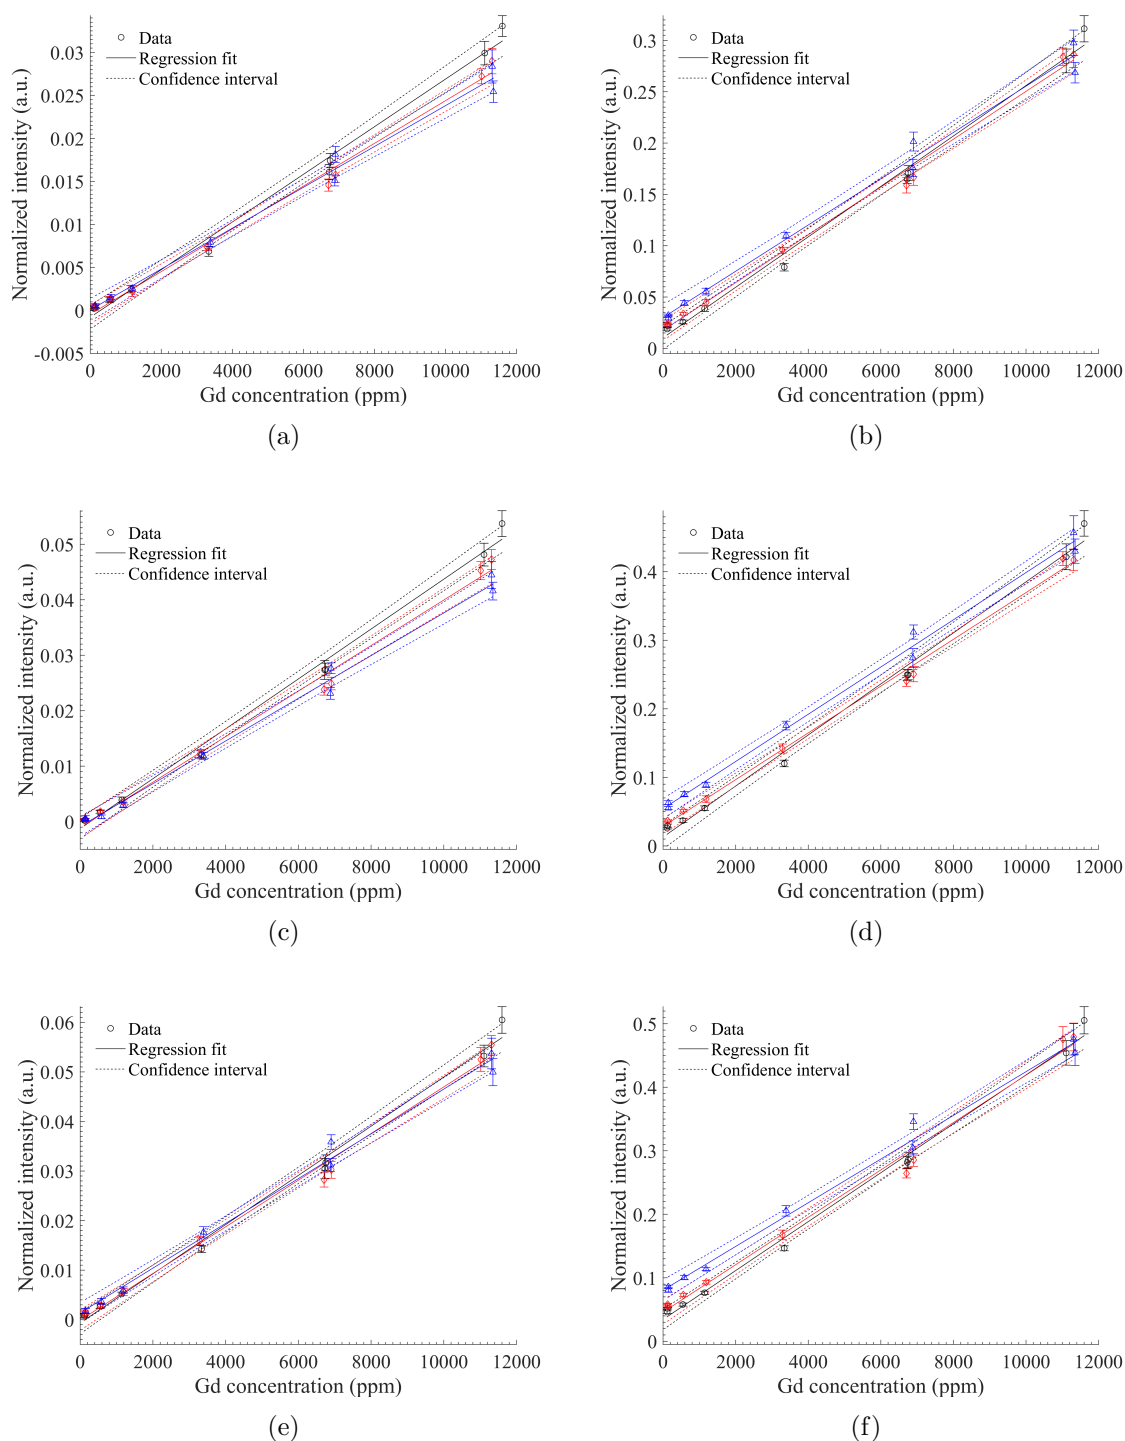 Normalized intensity (a.u.)
0.03
0.025
0.02
0.015
0.01
0.005
0
-0.005
Data
Regression fit
Confidence interval
0 2000 4000 6000 8000 10000 12000
Gd concentration (ppm)
(a)
Normalized intensity (a.u.)
0.3
0.25
0.2
0.15
0.1
0.05
0
Data
Regression fit
Confidence interval
0 2000 4000 6000 8000 10000 12000
Gd concentration (ppm)
(b)
Normalized intensity (a.u.)
0.05
0.04
0.03
0.02
0.01
0
Data
Regression fit
Confidence interval
0 2000 4000 6000 8000 10000 12000
Gd concentration (ppm)
(c)
Normalized intensity (a.u.)
0.4
0.3
0.2
0.1
0
Data
Regression fit
Confidence interval
0 2000 4000 6000 8000 10000 12000
Gd concentration (ppm)
(d)
Normalized intensity (a.u.)
0.06
0.05
0.04
0.03
0.02
0.01
0
Data
Regression fit
Confidence interval
0 2000 4000 6000 8000 10000 12000
Gd concentration (ppm)
(e)
Normalized intensity (a.u.)
0.5
0.4
0.3
0.2
0.1
0
Data
Regression fit
Confidence interval
0 2000 4000 6000 8000 10000 12000
Gd concentration (ppm)
(f)